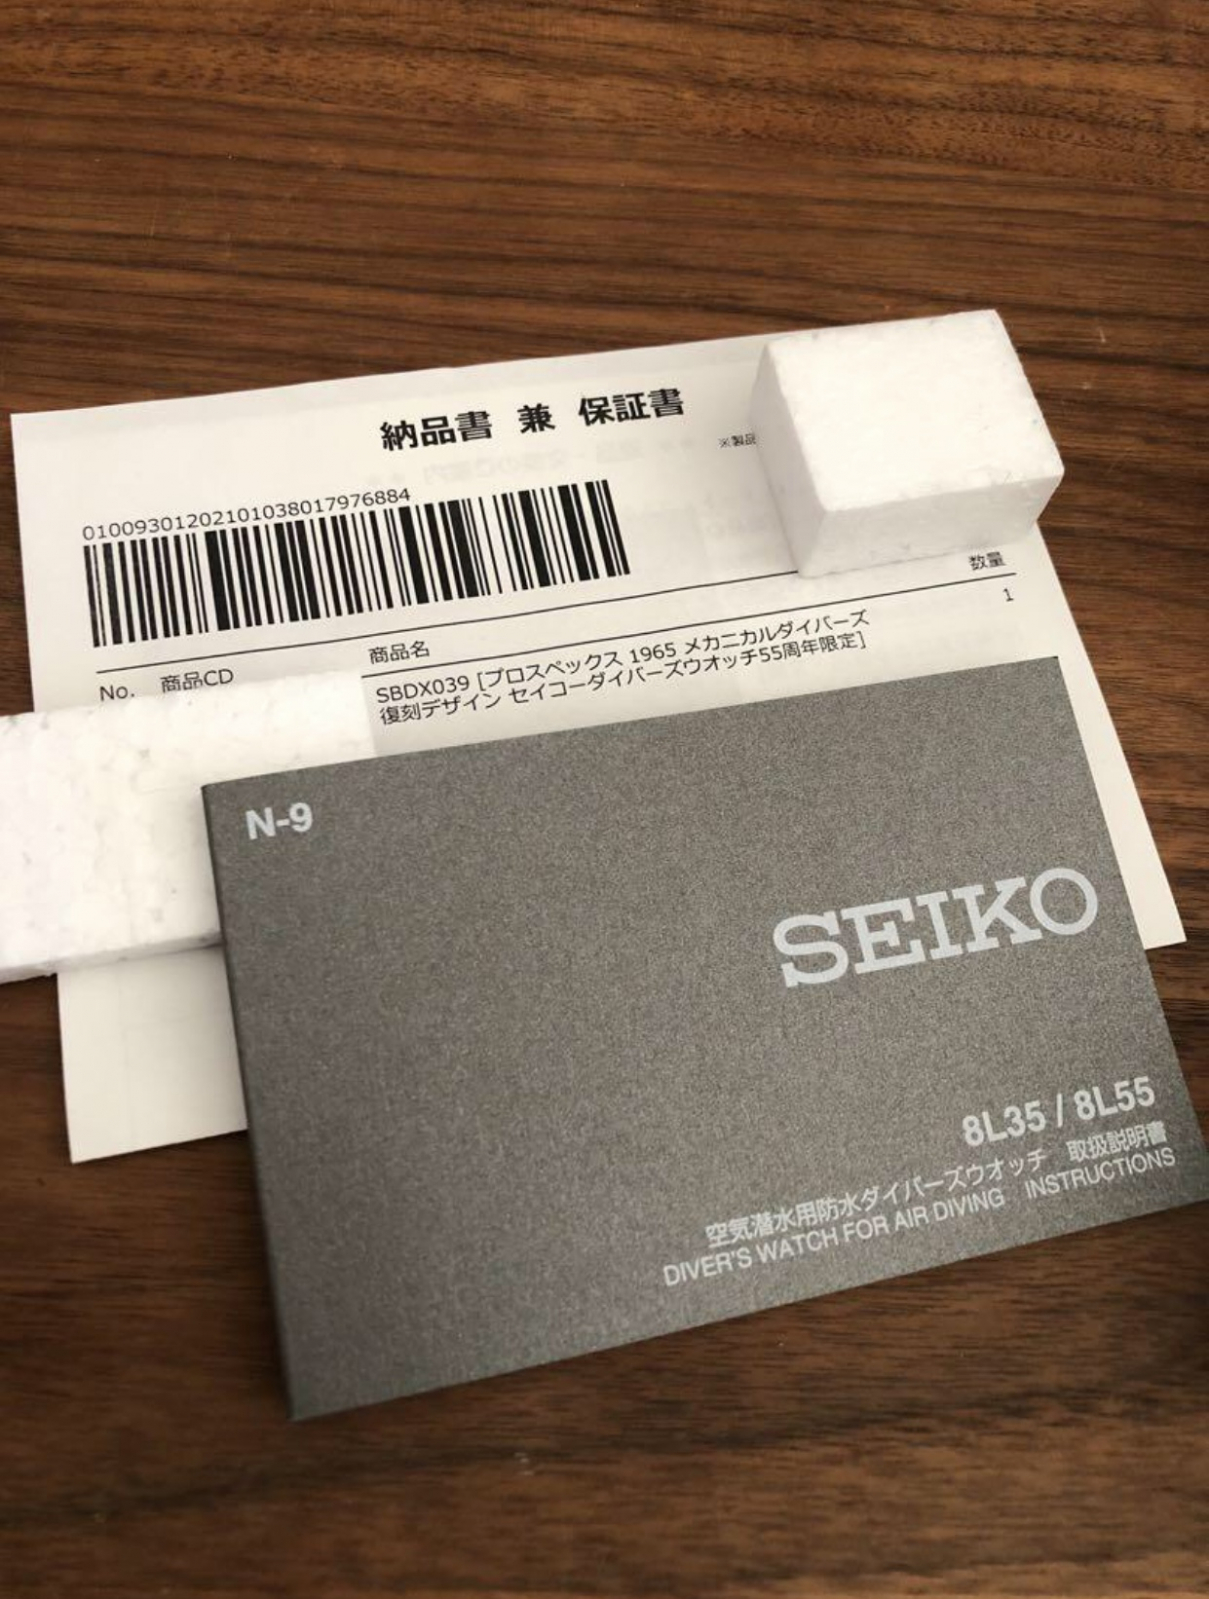 納品書 兼 保証書
※製品
01009301202101038017976884
数量
No. 商品CD 商品名
SBDX039 [プロスペックス 1965 メカニカルダイバーズ 1
復刻デザイン セイコーダイバーズウオッチ55周年限定]
N-9
SEIKO
8L35 / 8L55
空気潜水用防水ダイバーズウオッチ 取扱説明書
DIVER'S WATCH FOR AIR DIVING INSTRUCTIONS